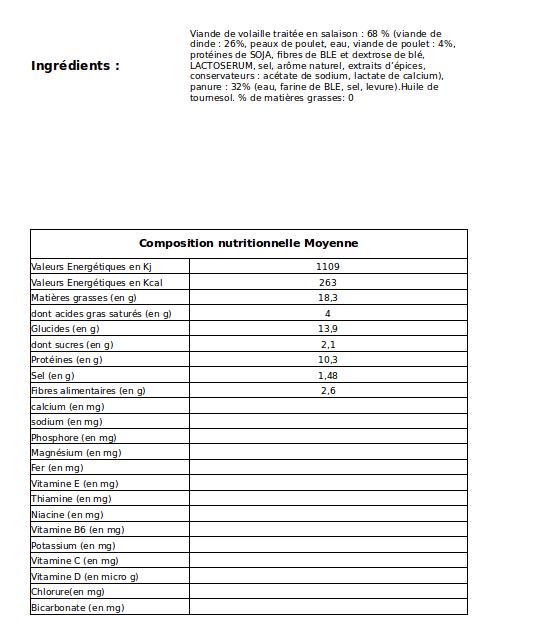 Ingrédients :
Viande de volaille traitée en salaison : 68 % (viande de
dinde : 26%, peaux de poulet, eau, viande de poulet : 4%,
protéines de SOJA, fibres de BLE et dextrose de blé,
LACTOSERUM, sel, arôme naturel, extraits d'épices,
conservateurs : acétate de sodium, lactate de calcium),
panure : 32% (eau, farine de BLE, sel, levure).Huile de
tournesol. % de matières grasses: 0
Composition nutritionnelle Moyenne
Valeurs Energétiques en Kj 1109
Valeurs Energétiques en Kcal 263
Matières grasses (en g) 18,3
dont acides gras saturés (en g) 4
Glucides (en g) 13,9
dont sucres (en g) 2,1
Protéines (en g) 10,3
Sel (en g) 1,48
Fibres alimentaires (en g) 2,6
calcium (en mg)
sodium (en mg)
Phosphore (en mg)
Magnésium (en mg)
Fer (en mg)
Vitamine E (en mg)
Thiamine (en mg)
Niacine (en mg)
Vitamine B6 (en mg)
Potassium (en mg)
Vitamine C (en mg)
Vitamine D (en micro g)
Chlorure(en mg)
Bicarbonate (en mg)